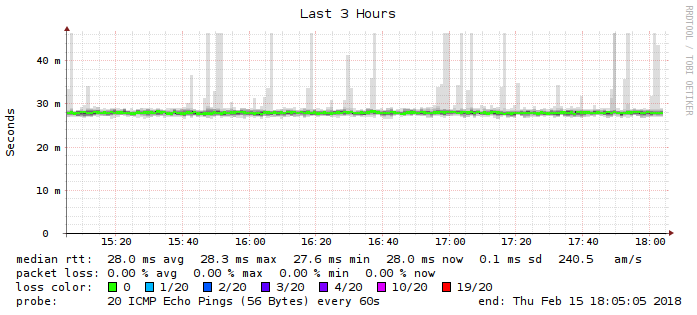 Last 3 Hours
RRDTOOL / TOBI OETIKER
Seconds
40 m
30 m
20 m
10 m
0
15:20 15:40 16:00 16:20 16:40 17:00 17:20 17:40 18:00
median rtt: 28.0 ms avg 28.3 ms max 27.6 ms min 28.0 ms now 0.1 ms sd 240.5 am/s
packet loss: 0.00 % avg 0.00 % max 0.00 % min 0.00 % now
loss color: 0 1/20 2/20 3/20 4/20 10/20 19/20
probe: 20 ICMP Echo Pings (56 Bytes) every 60s end: Thu Feb 15 18:05:05 2018